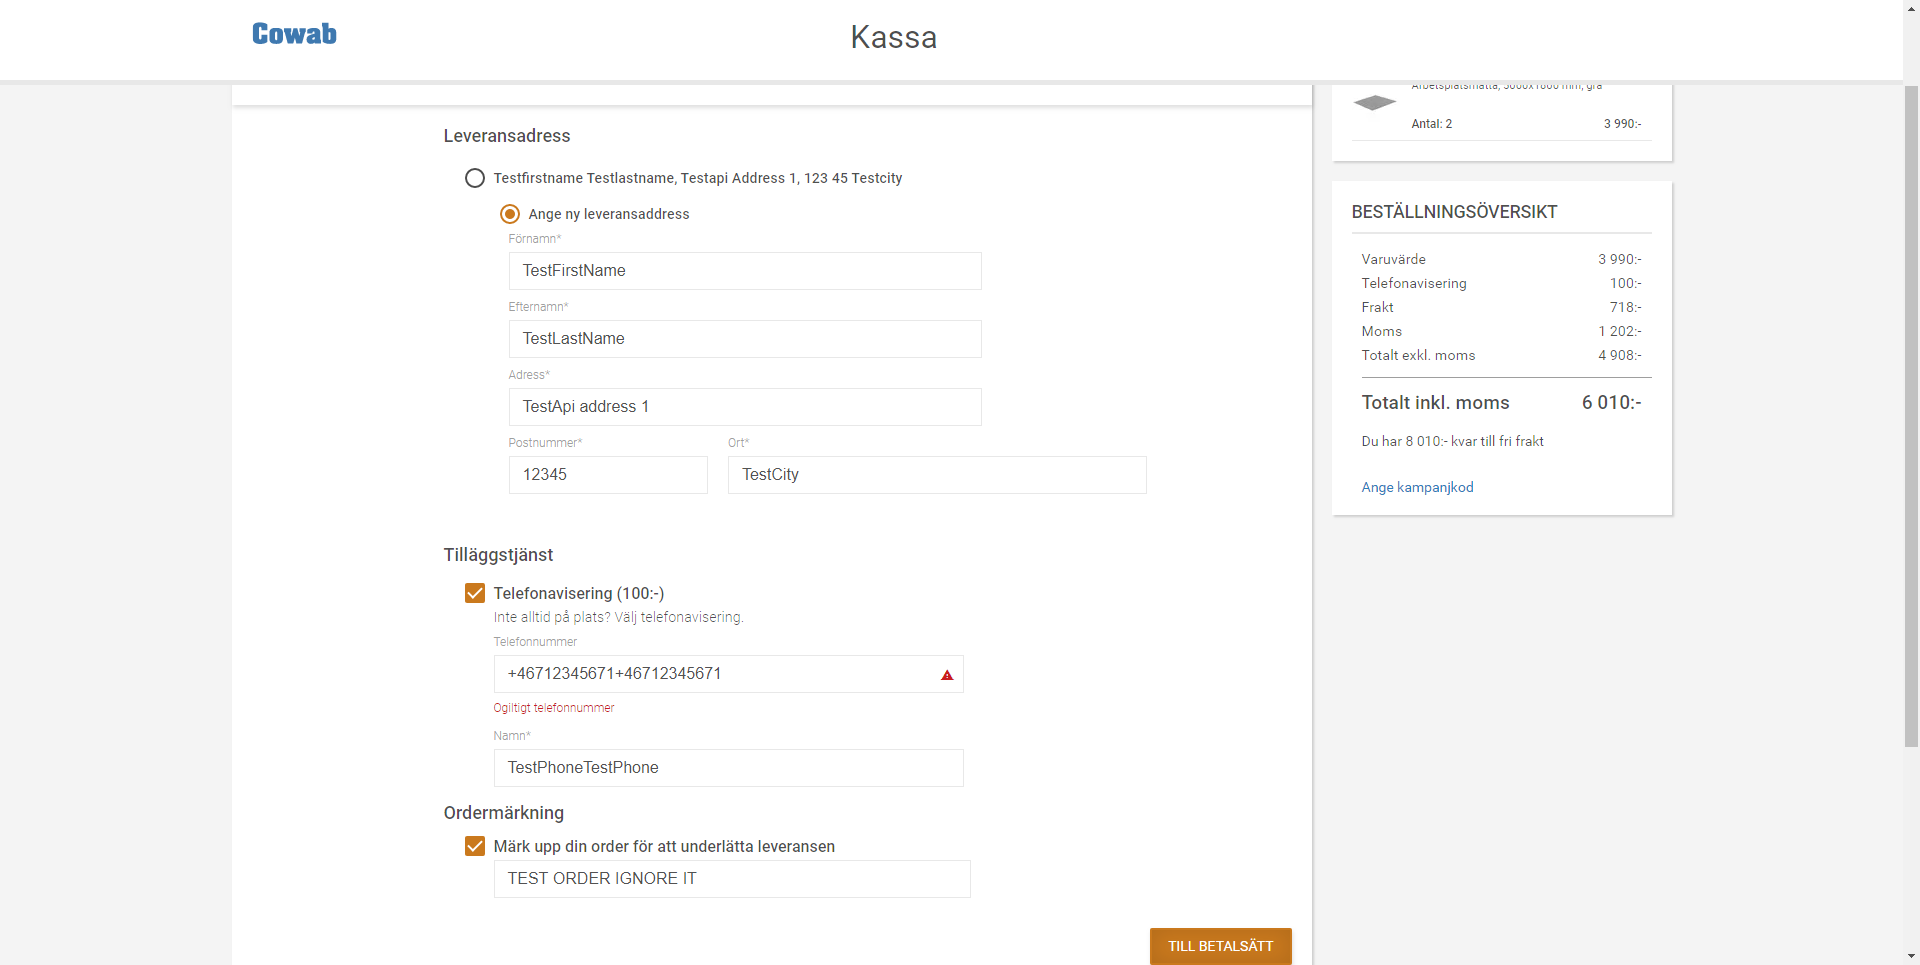 Cowab
Kassa
Leveransadress
Testfirstname Testlastname, Testapi Address 1, 123 45 Testcity
Ange ny leveransaddress
Förnamn*
TestFirstName
Efternamn*
TestLastName
Adress*
TestApi address 1
Postnummer*
Ort*
12345
TestCity
Tilläggstjänst
Telefonavisering (100:-)
Inte alltid på plats? Välj telefonavisering.
Telefonnummer
+46712345671+46712345671
Ogiltigt telefonnummer
Namn*
TestPhoneTestPhone
Ordermärkning
Märk upp din order för att underlätta leveransen
TEST ORDER IGNORE IT
TILL BETALSÄTT
Arbetsplatsmatta,
Antal: 2 3 990:-
BESTÄLLNINGSÖVERSIKT
Varuvärde 3 990:-
Telefonavisering 100:-
Frakt 718:-
Moms 1 202:-
Totalt exkl. moms 4 908:-
Totalt inkl. moms 6 010:-
Du har 8 010:- kvar till fri frakt
Ange kampanjkod